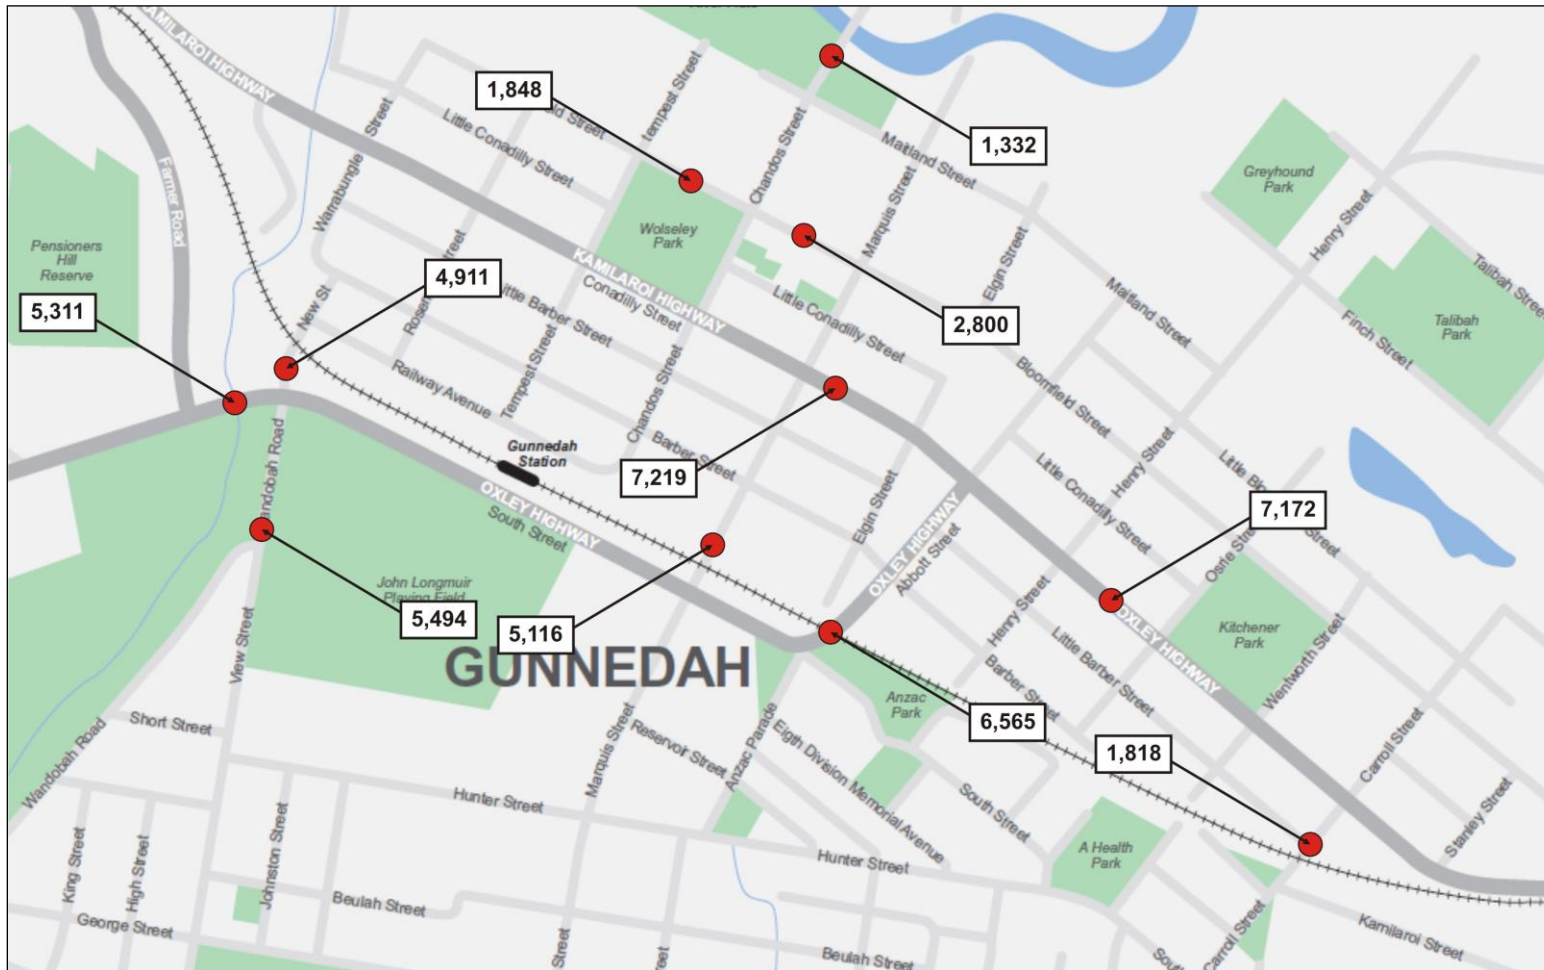 KAMILAROI HIGHWAY
1,848
tempest Street
1,332
Little Conadilly Street
Warrabungle Street
Chandos Street
Maitland Street
Marquis Street
Farmer Road
Greyhound
Park
Henry Street
Wolseley
Park
Pensioners
Hill
Reserve
Elgin Street
Talibah Street
4,911
5,311
New St
Street
KAMILAROI HIGHWAY
Conadilly Street
Little Barber Street
Little Conadilly Street
2,800
Maitland Street
Finch Street
Talibah
Park
Railway Avenue
Tempest Street
Chandos Street
Bloomfield Street
Gunnedah
Station
Barber Street
7,219
OXLEY HIGHWAY
South Street
Elgin Street
OXLEY HIGHWAY
Abbott Street
Henry Street
Little Conadilly Street
Street
7,172
John Longmuir
Playing Field
5,494
5,116
GUNNEDAH
View Street
Henry Street
OXLEY HIGHWAY
Kitchener
Park
Wentworth Street
Little Barber Street
Barber Street
Anzac
Park
6,565
1,818
Short Street
Wandobah Road
Marquis Street
Reservoir Street
Anzac Parade
Eigth Division Memorial Avenue
South Street
Carroll Street
Stanley Street
Hunter Street
Hunter Street
A Health
Park
King Street
High Street
Johnston Street
Beulah Street
George Street
Street
Beulah Street
Carroll Street
Kamilaroi Street